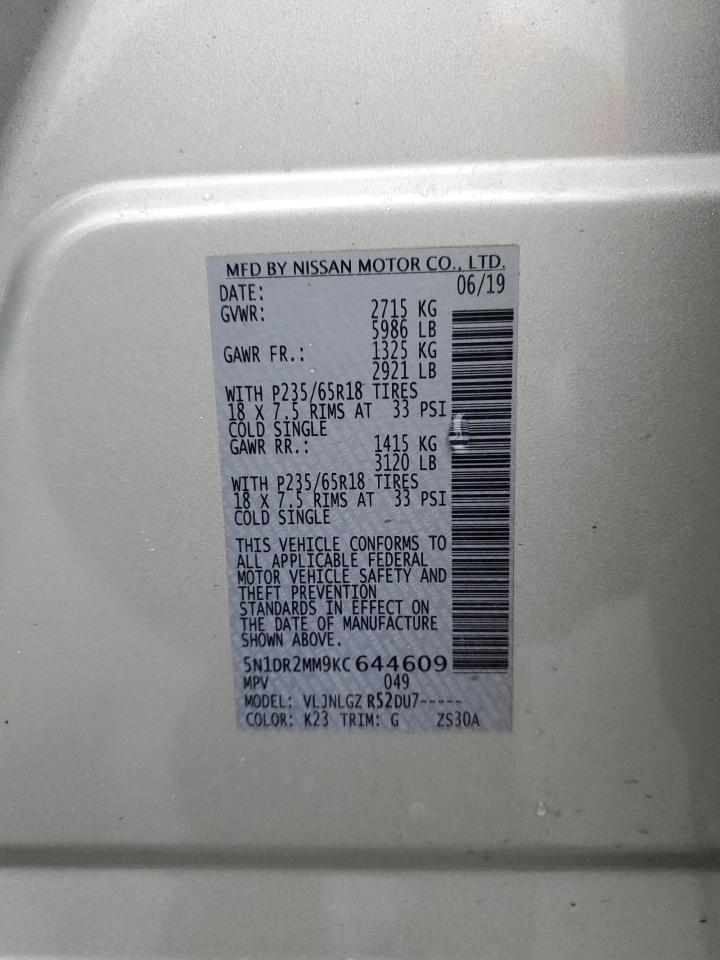 MFD BY NISSAN MOTOR CO., LTD.
DATE: 06/19
GVWR: 2715 KG
5986 LB
GAWR FR.: 1325 KG
2921 LB
WITH P235/65R18 TIRES
18 X 7.5 RIMS AT 33 PSI
COLD SINGLE
GAWR RR.: 1415 KG
3120 LB
WITH P235/65R18 TIRES
18 X 7.5 RIMS AT 33 PSI
COLD SINGLE
THIS VEHICLE CONFORMS TO
ALL APPLICABLE FEDERAL
MOTOR VEHICLE SAFETY AND
THEFT PREVENTION
STANDARDS IN EFFECT ON
THE DATE OF MANUFACTURE
SHOWN ABOVE.
5N1DR2MM9KC644609
MPV 049
MODEL: VLJNLGZ R52DU7-----
COLOR: K23 TRIM: G ZS30A